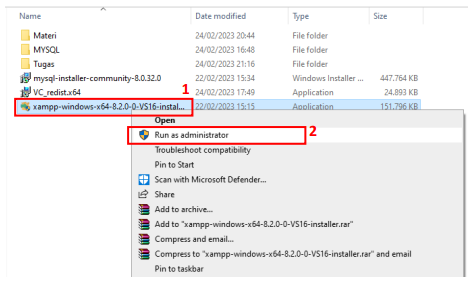 Name Date modified Type Size
Materi 24/02/2023 20:44 File folder
MYSQL 24/02/2023 16:48 File folder
Tugas 24/02/2023 21:16 File folder
mysql-installer-community-8.0.32.0 22/02/2023 15:34 Windows Installer ... 447.764 KB
VC_redist.x64 24/02/2023 17:49 Application 24.893 KB
1
xampp-windows-x64-8.2.0-0-VS16-instal... 22/02/2023 15:15 Application 151.796 KB
Open
Run as administrator 2
Troubleshoot compatibility
Pin to Start
Scan with Microsoft Defender...
Share
Add to archive...
Add to "xampp-windows-x64-8.2.0-0-VS16-installer.rar"
Compress and email...
Compress to "xampp-windows-x64-8.2.0-0-VS16-installer.rar" and email
Pin to taskbar